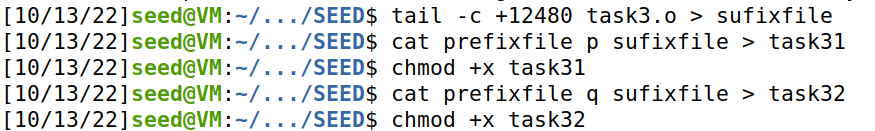 [10/13/22]seed@VM:~/.../SEED$ tail -c +12480 task3.o > sufixfile
[10/13/22]seed@VM:~/.../SEED$ cat prefixfile p sufixfile > task31
[10/13/22]seed@VM:~/.../SEED$ chmod +x task31
[10/13/22]seed@VM:~/.../SEED$ cat prefixfile q sufixfile > task32
[10/13/22]seed@VM:~/.../SEED$ chmod +x task32